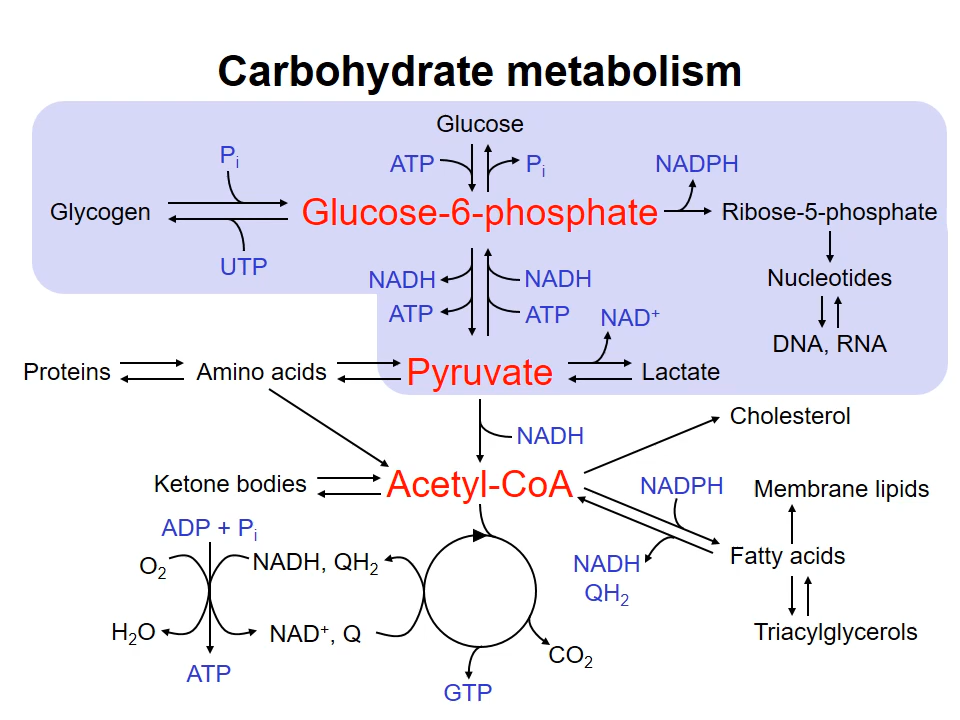 Carbohydrate metabolism
Glucose
Pi
ATP
Pi
NADPH
Glycogen
Glucose-6-phosphate
Ribose-5-phosphate
UTP
NADH
NADH
Nucleotides
ATP
ATP
NAD+
DNA, RNA
Proteins
Amino acids
Pyruvate
Lactate
Cholesterol
NADH
Ketone bodies
Acetyl-CoA
NADPH
Membrane lipids
ADP + Pi
O2
NADH, QH2
NADH
QH2
Fatty acids
H2O
NAD+, Q
CO2
Triacylglycerols
ATP
GTP